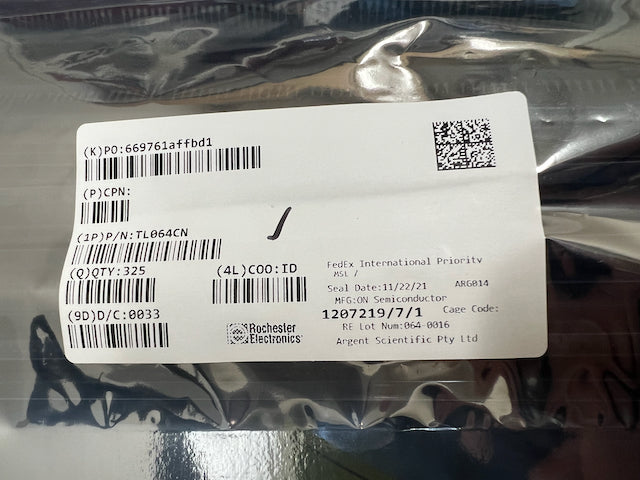 (K)PO:669761affbd1
(P)CPN:
(1P)P/N:TL064CN
(Q)QTY:325
(4L)COO:ID
(9D)D/C:0033
Rochester Electronics
FedEx International Priority
MSL /
Seal Date:11/22/21 ARG014
MFG:ON Semiconductor
1207219/7/1 Cage Code:
RE Lot Num:064-0016
Argent Scientific Pty Ltd